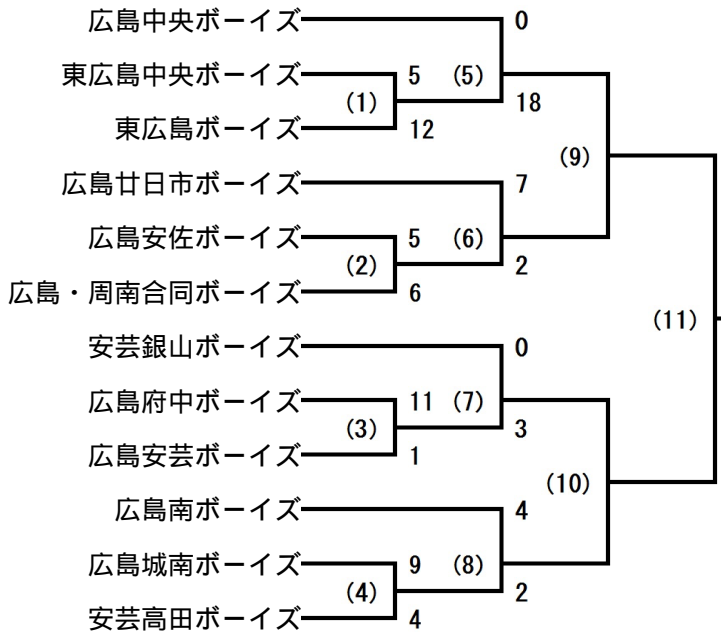 広島中央ボーイズ 0
東広島中央ボーイズ 5 (5)
(1) 18
東広島ボーイズ 12
(9)
広島廿日市ボーイズ 7
広島安佐ボーイズ 5 (6)
(2) 2
広島・周南合同ボーイズ 6
(11)
安芸銀山ボーイズ 0
広島府中ボーイズ 11 (7)
(3) 3
広島安芸ボーイズ 1
(10)
広島南ボーイズ 4
広島城南ボーイズ 9 (8)
(4) 2
安芸高田ボーイズ 4